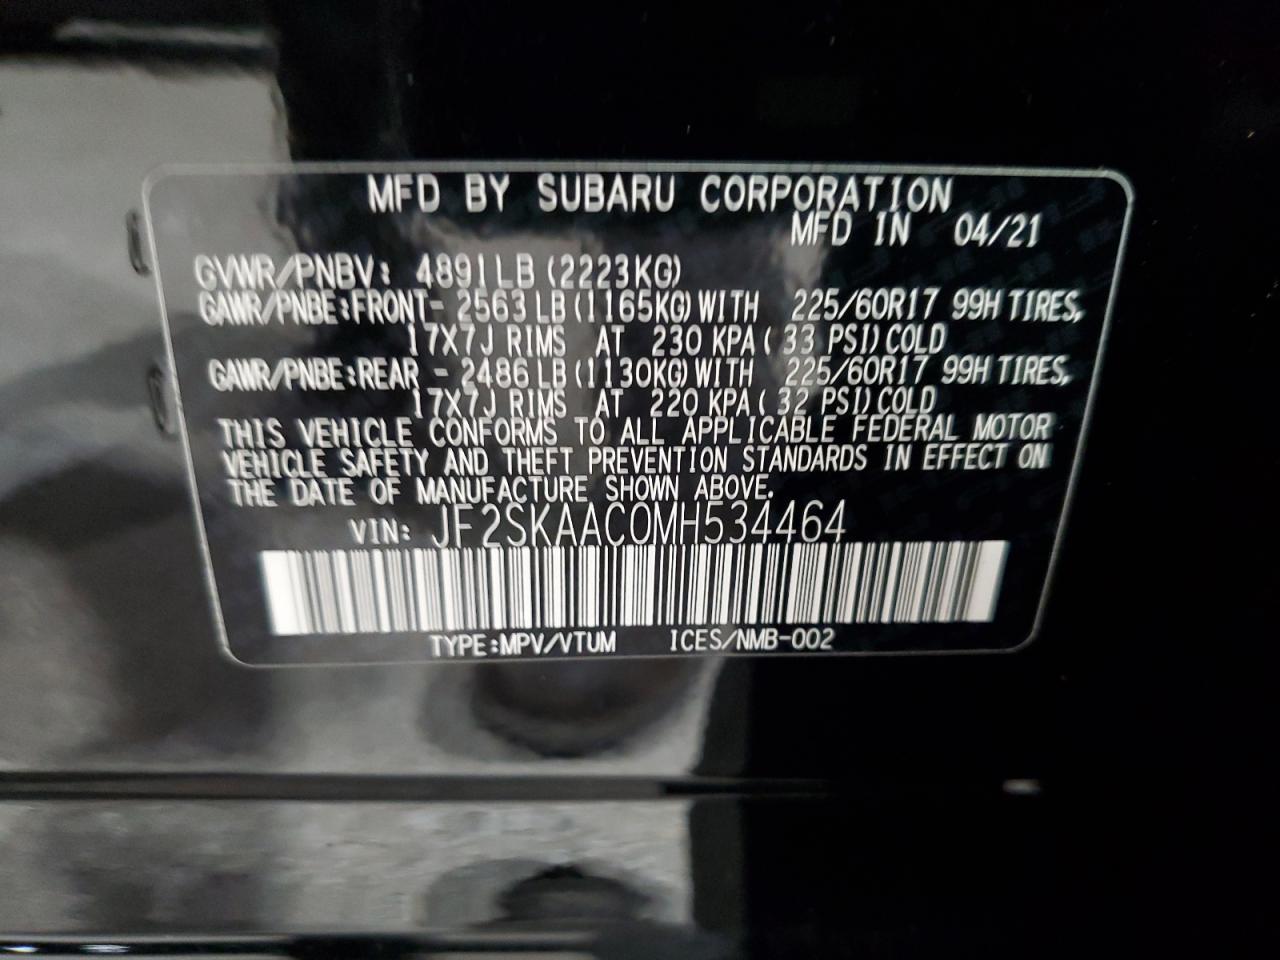 MFD BY SUBARU CORPORATION
MFD IN 04/21
GVWR/PNBV: 4891LB (2223KG)
GAWR/PNBE:FRONT- 2563LB(1165KG)WITH 225/60R17 99H TIRES,
17X7J RIMS AT 230 KPA( 33 PSI)COLD
GAWR/PNBE:REAR - 2486LB(1130KG)WITH 225/60R17 99H TIRES,
17X7J RIMS AT 220 KPA( 32 PSI)COLD
THIS VEHICLE CONFORMS TO ALL APPLICABLE FEDERAL MOTOR
VEHICLE SAFETY AND THEFT PREVENTION STANDARDS IN EFFECT ON
THE DATE OF MANUFACTURE SHOWN ABOVE.
VIN: JF2SKAAC0MH534464
TYPE:MPV/VTUM ICES/NMB-002